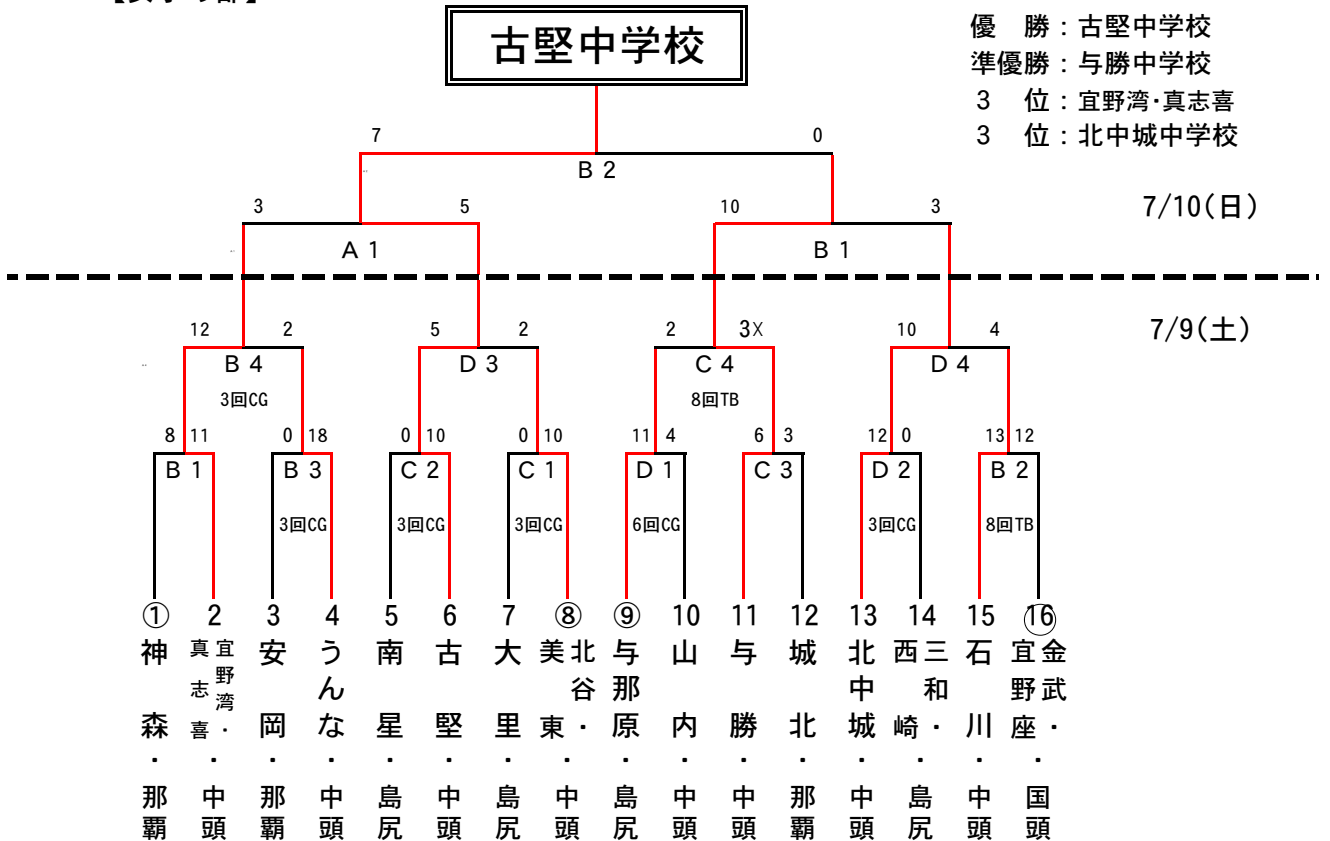 古堅中学校
優　勝：古堅中学校
準優勝：与勝中学校
3　位：宜野湾・真志喜
3　位：北中城中学校
7 0
B 2
7/10(日)
3 5 10 3
A 1 B 1
7/9(土)
12 2 5 2 2 3X 10 4
B 4 D 3 C 4 D 4
3回CG 8回TB
8 11 0 18 0 10 0 10 11 4 6 3 12 0 13 12
B 1 B 3 C 2 C 1 D 1 C 3 D 2 B 2
3回CG 3回CG 3回CG 6回CG 3回CG 8回TB
① 2 3 4 5 6 7 ⑧ ⑨ 10 11 12 13 14 15 ⑯
神森・那覇
宜野湾・真志喜・中頭
安岡・那覇
うんな・中頭
南星・島尻
古堅・中頭
大里・島尻
北谷・美東・中頭
与那原・島尻
山内・中頭
与勝・中頭
城北・那覇
北中城・中頭
三和・西崎・島尻
石川・中頭
金武・宜野座・国頭